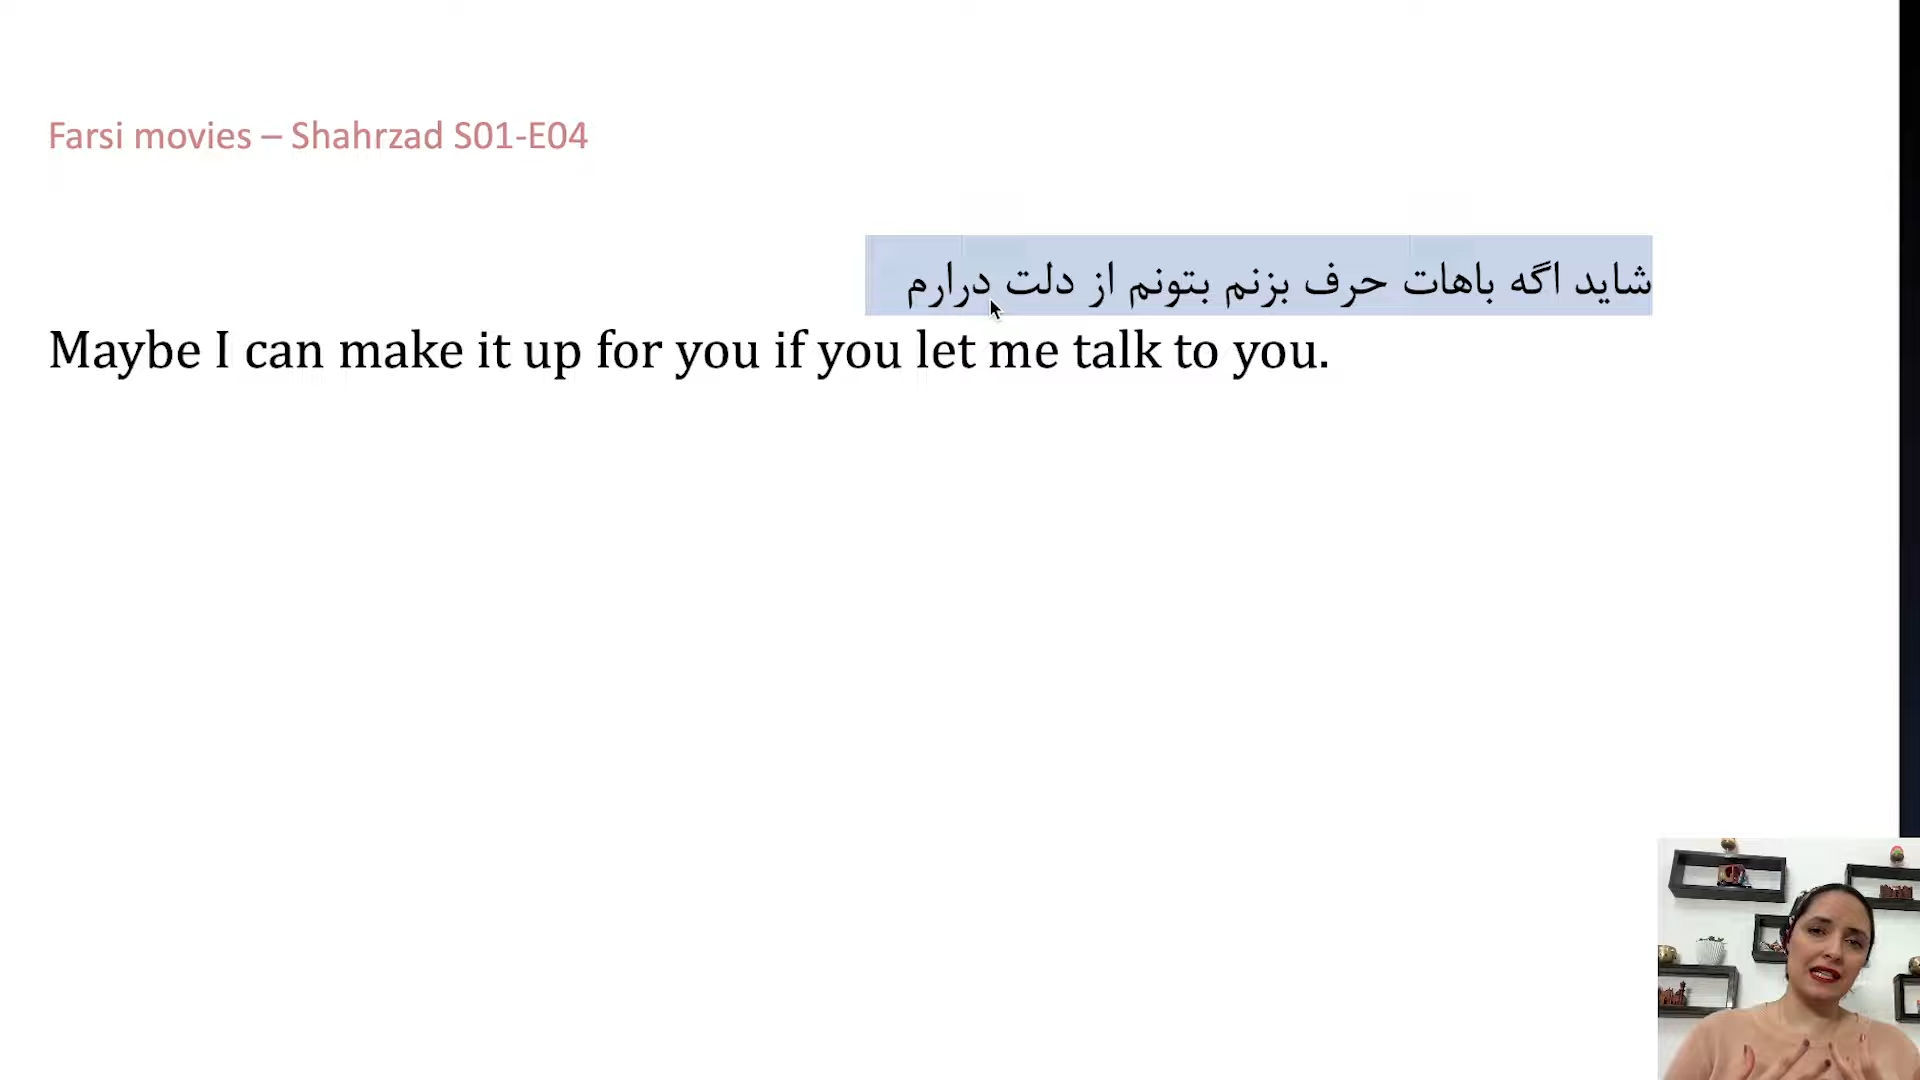 Farsi movies – Shahrzad S01-E04
شاید اگه باهات حرف بزنم بتونم از دلت درارم
Maybe I can make it up for you if you let me talk to you.